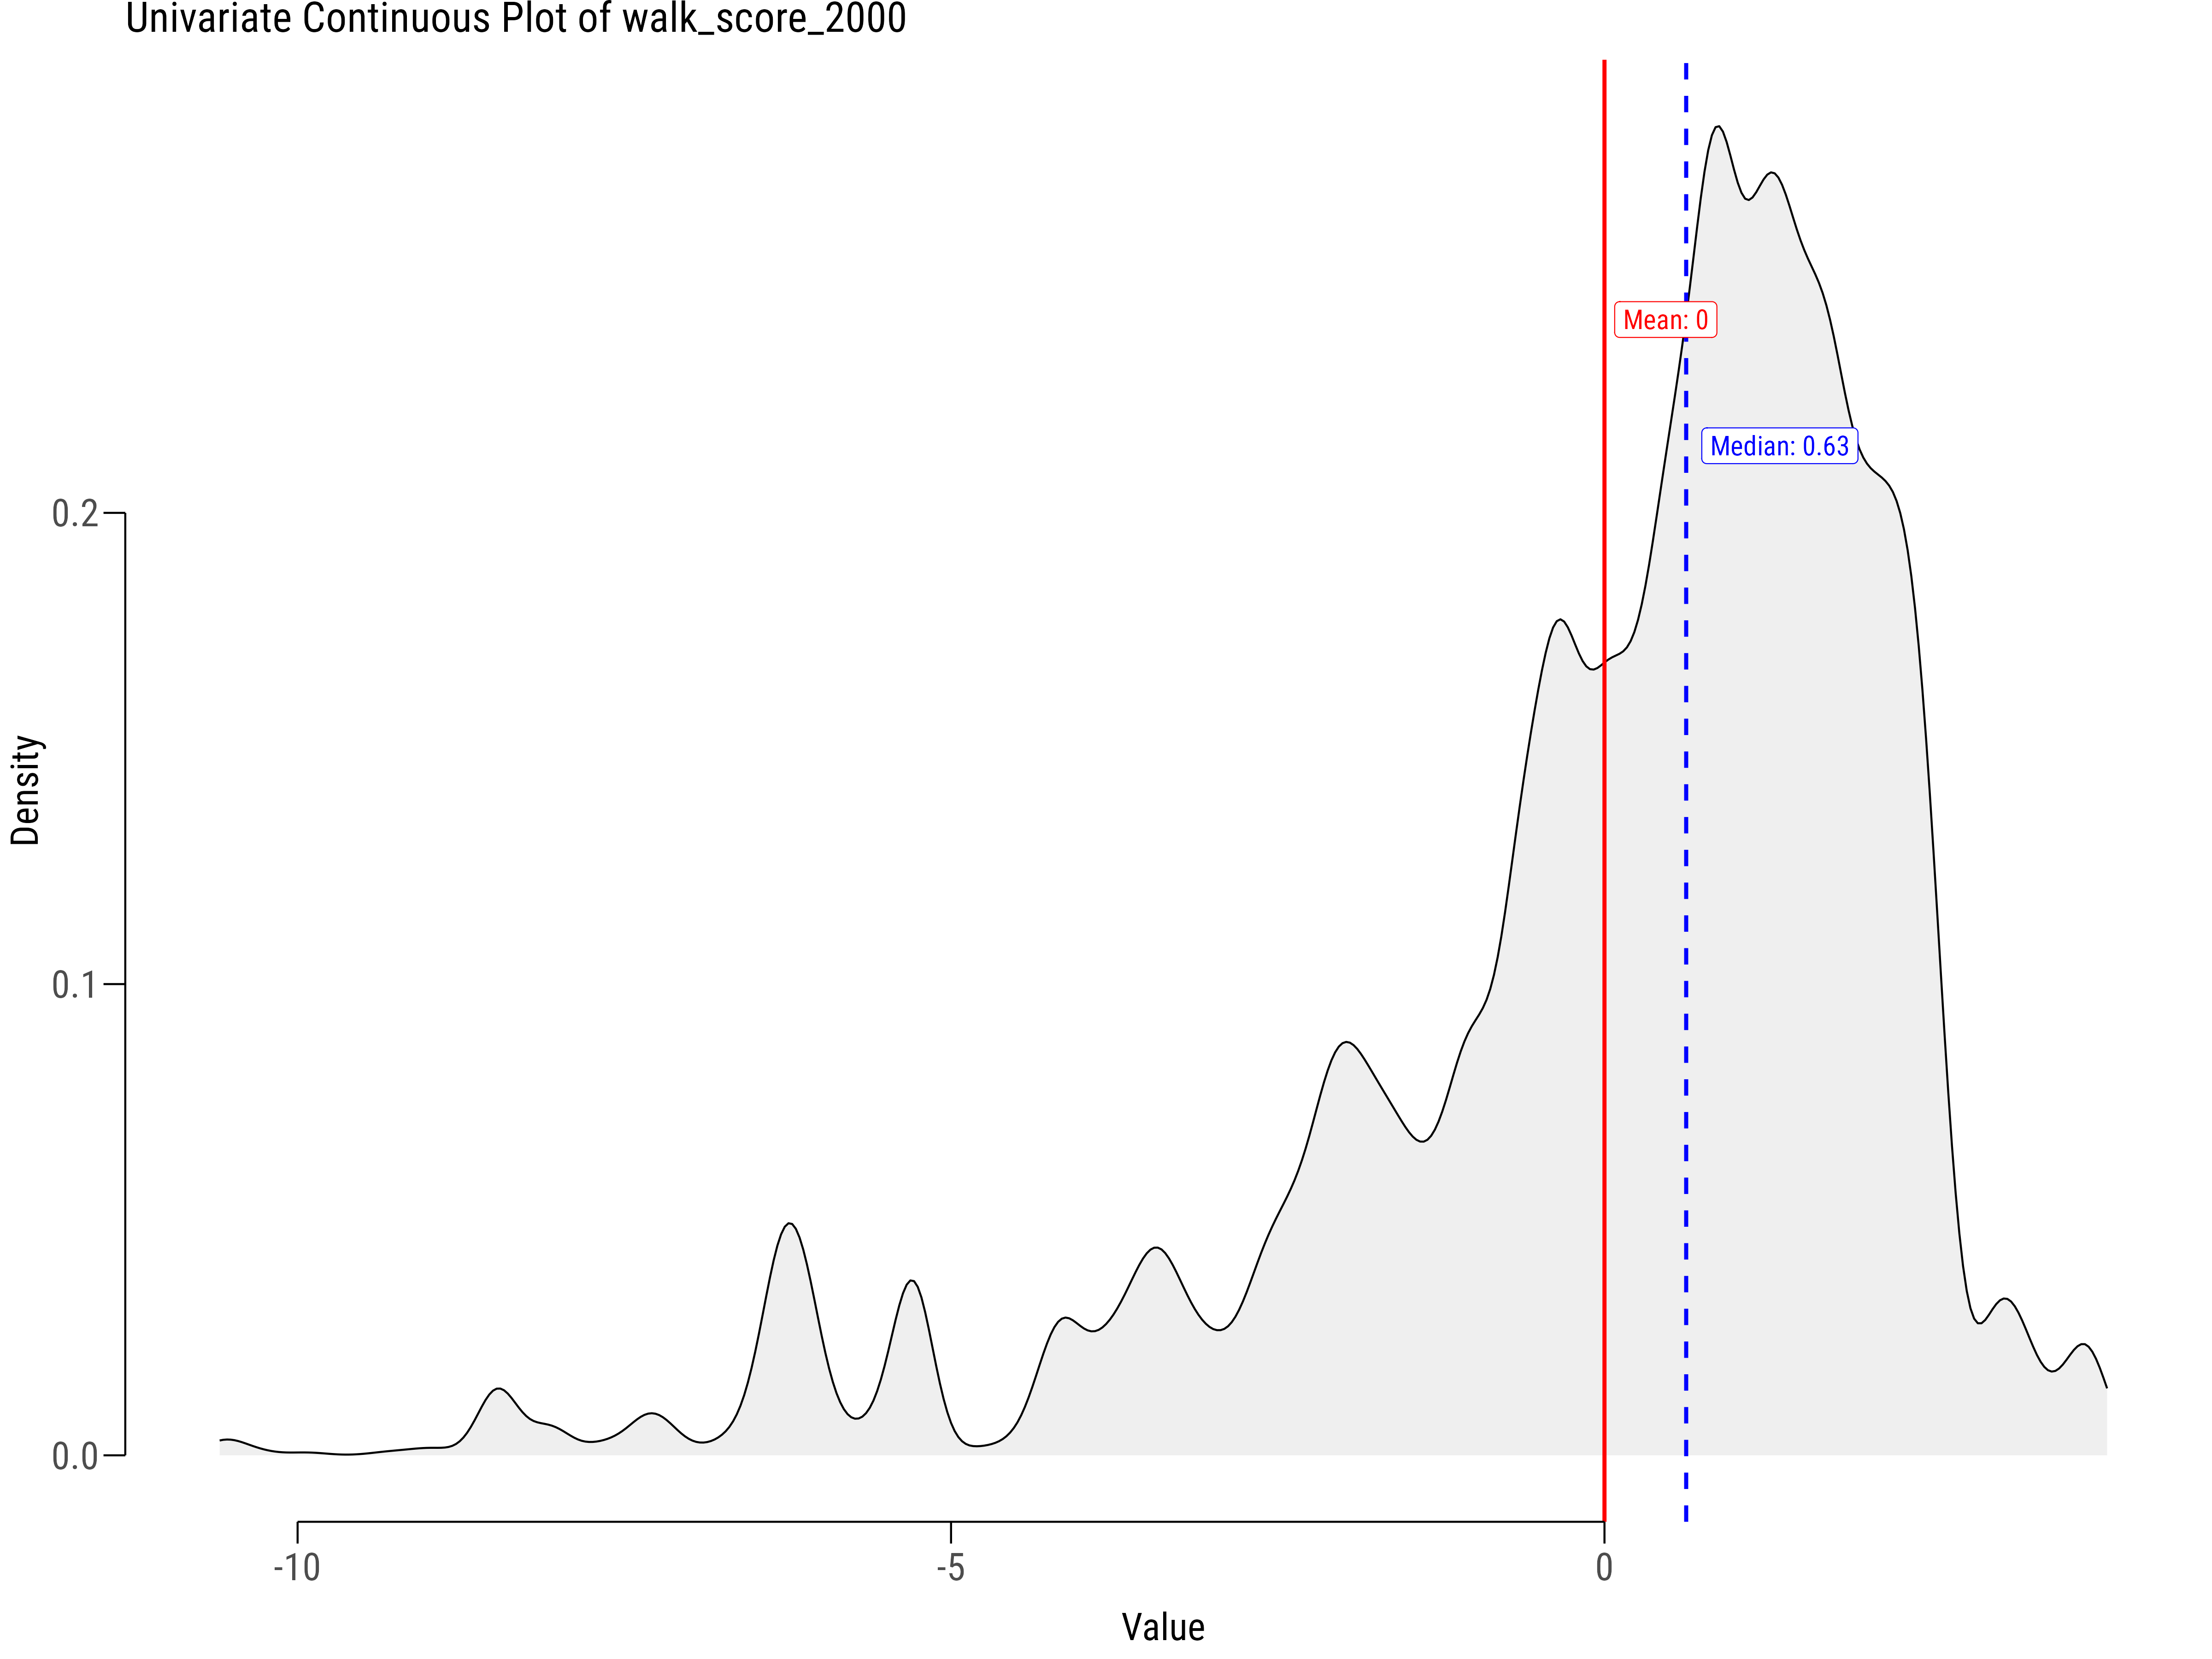 Univariate Continuous Plot of walk_score_2000
Mean: 0
Median: 0.63
0.2
0.1
0.0
Density
-10
-5
0
Value